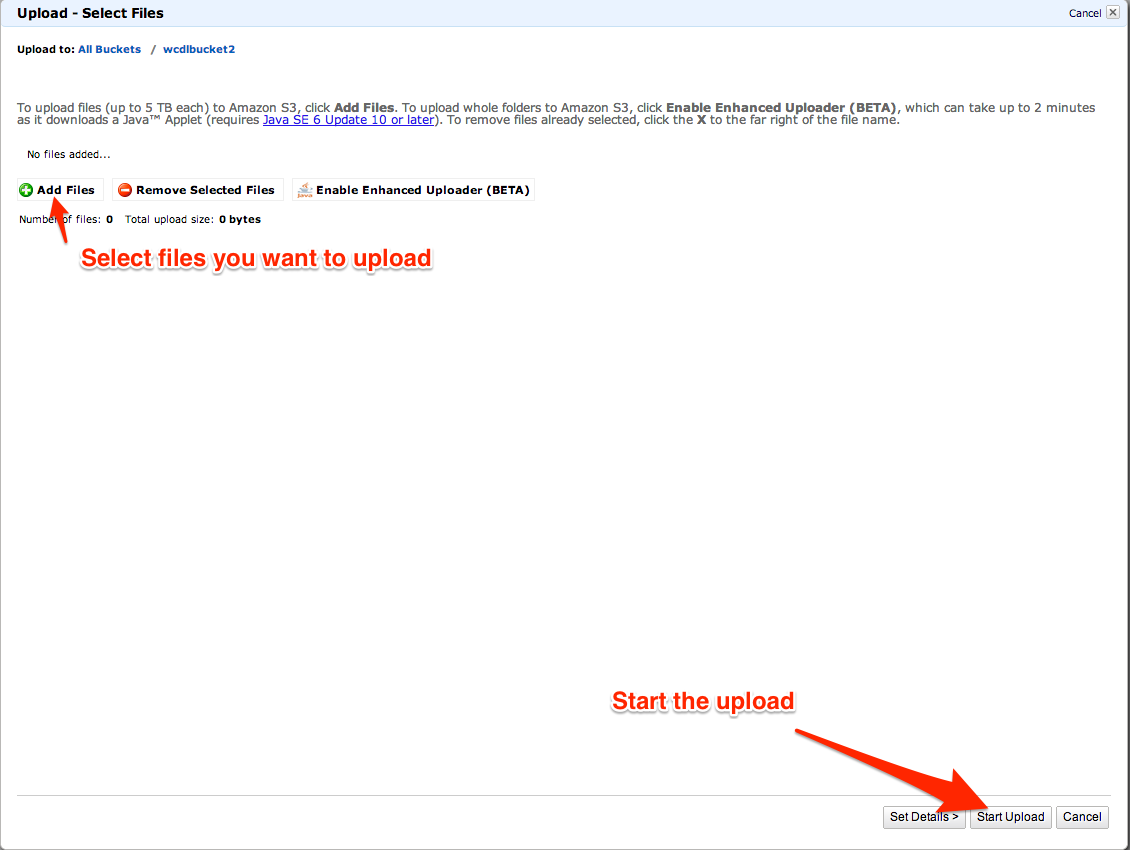 Upload - Select Files
Cancel
Upload to: All Buckets / wcdlbucket2
To upload files (up to 5 TB each) to Amazon S3, click Add Files. To upload whole folders to Amazon S3, click Enable Enhanced Uploader (BETA), which can take up to 2 minutes
as it downloads a Java™ Applet (requires Java SE 6 Update 10 or later). To remove files already selected, click the X to the far right of the file name.
No files added...
Add Files Remove Selected Files Enable Enhanced Uploader (BETA)
Number of files: 0 Total upload size: 0 bytes
Select files you want to upload
Start the upload
Set Details > Start Upload Cancel